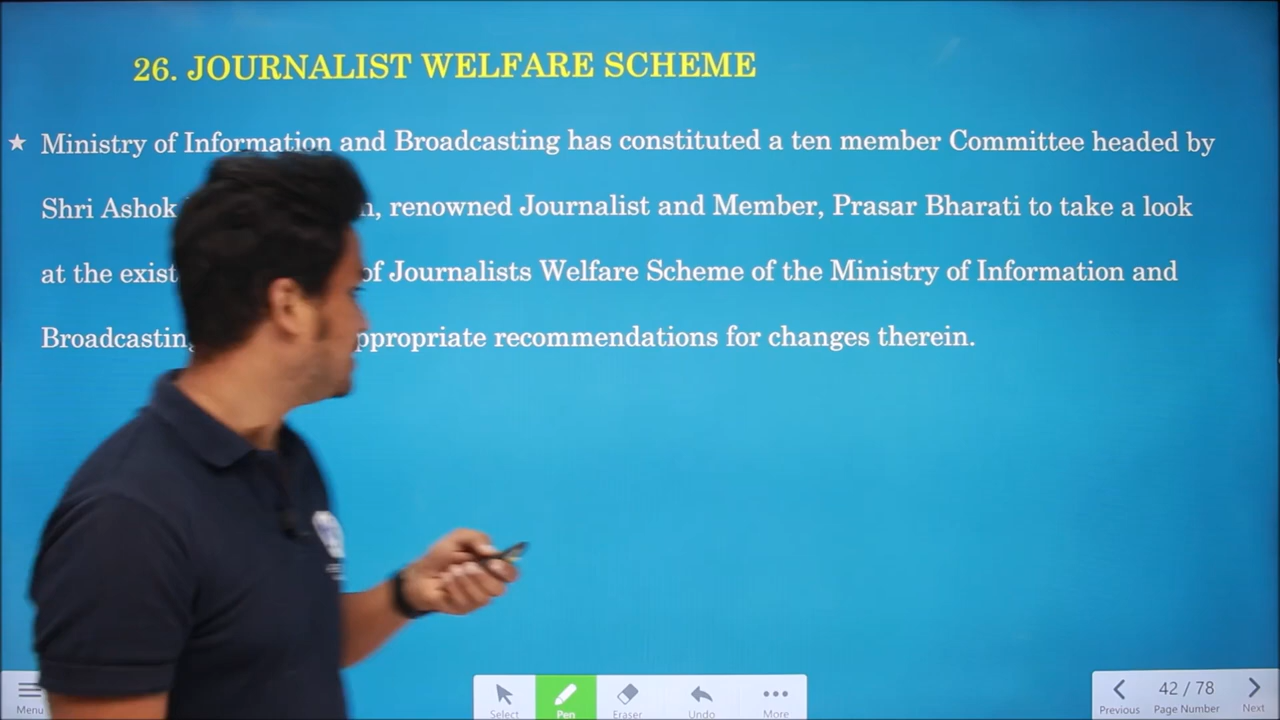 26. JOURNALIST WELFARE SCHEME
★ Ministry of Information and Broadcasting has constituted a ten member Committee headed by
Shri Ashok , renowned Journalist and Member, Prasar Bharati to take a look
at the of Journalists Welfare Scheme of the Ministry of Information and
Broadcasting recommendations for changes therein.
Menu
Select
Pen
Eraser
Undo
More
Previous
42 / 78
Page Number
Next